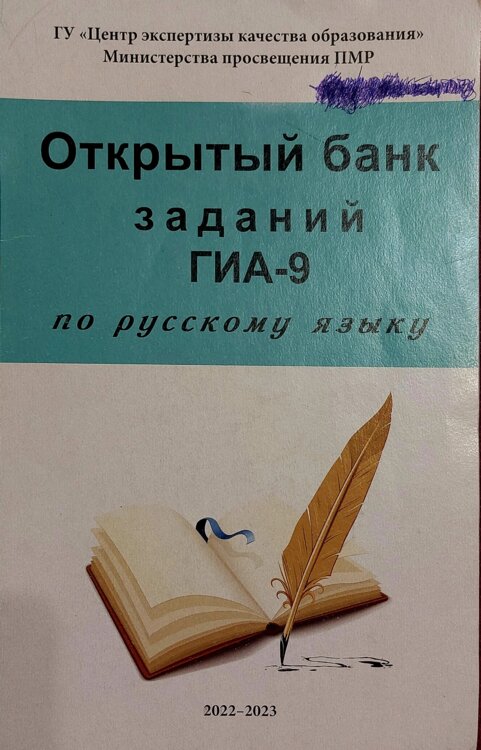 ГУ «Центр экспертизы качества образования»
Министерства просвещения ПМР
Открытый банк
заданий
ГИА-9
по русскому языку
2022–2023